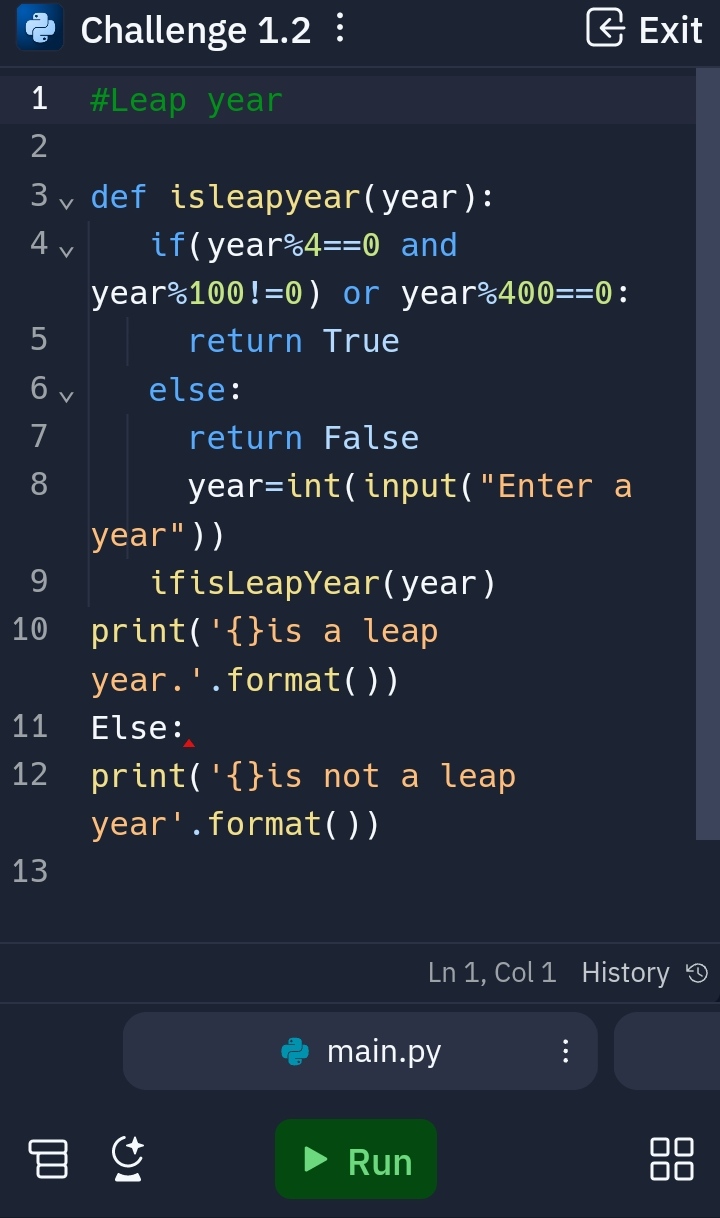 Challenge 1.2
Exit
1 #Leap year
2
3 def isleapyear(year):
4 if(year%4==0 and
year%100!=0) or year%400==0:
5 return True
6 else:
7 return False
8 year=int(input("Enter a
year"))
9 ifisLeapYear(year)
10 print('{}is a leap
year.'.format())
11 Else:
12 print('{}is not a leap
year'.format())
13
Ln 1, Col 1 History
main.py
Run